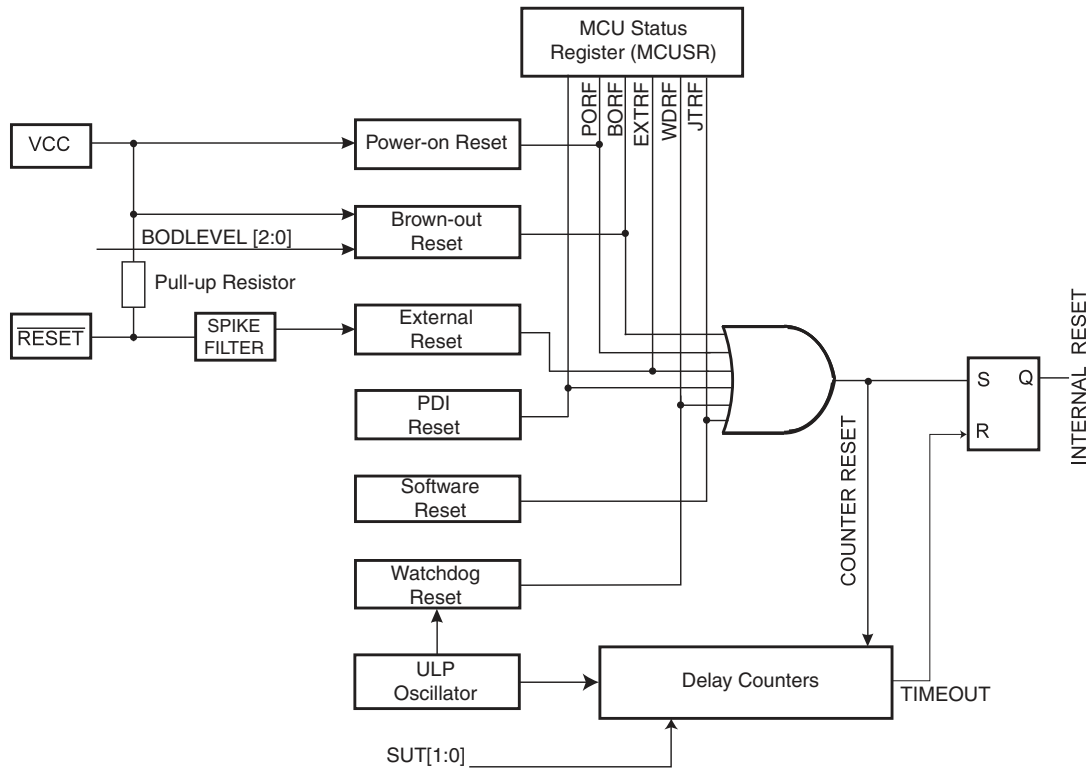 MCU Status
Register (MCUSR)
PORF
BORF
EXTRF
WDRF
JTRF
VCC
Power-on Reset
Brown-out
Reset
BODLEVEL [2:0]
Pull-up Resistor
RESET
SPIKE
FILTER
External
Reset
PDI
Reset
Software
Reset
Watchdog
Reset
ULP
Oscillator
Delay Counters
SUT[1:0]
COUNTER RESET
TIMEOUT
S
Q
R
INTERNAL RESET